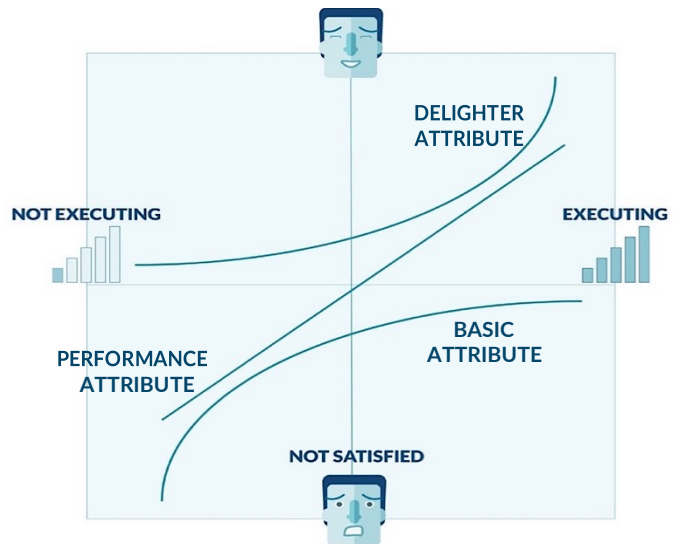 DELIGHTER
ATTRIBUTE
NOT EXECUTING
EXECUTING
BASIC
ATTRIBUTE
PERFORMANCE
ATTRIBUTE
NOT SATISFIED